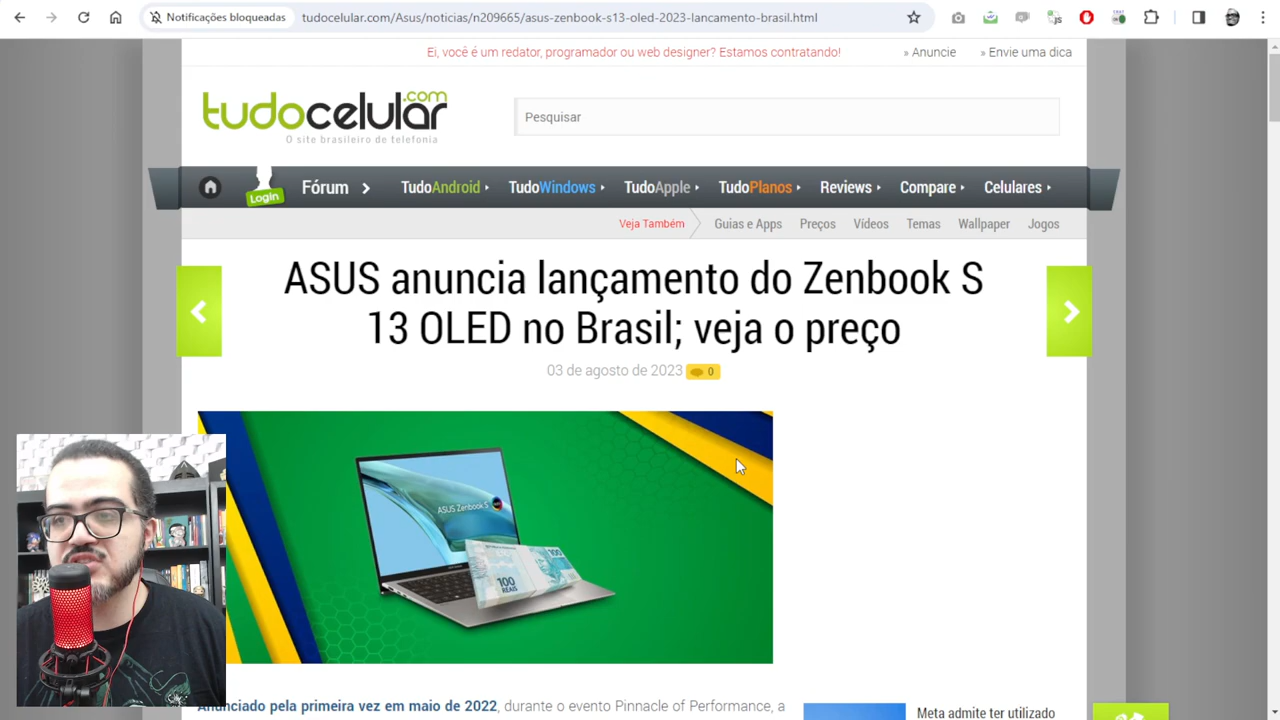 Notificações bloqueadas
tudocelular.com/Asus/noticias/n209665/asus-zenbook-s13-oled-2023-lancamento-brasil.html
Ei, você é um redator, programador ou web designer? Estamos contratando!
» Anuncie
» Envie uma dica
tudocelular.com
O site brasileiro de telefonia
Pesquisar
Login
Fórum
TudoAndroid
TudoWindows
TudoApple
TudoPlanos
Reviews
Compare
Celulares
Veja Também
Guias e Apps
Preços
Vídeos
Temas
Wallpaper
Jogos
ASUS anuncia lançamento do Zenbook S
13 OLED no Brasil; veja o preço
03 de agosto de 2023
0
ASUS Zenbook S
100
REAIS
100
Anunciado pela primeira vez em maio de 2022, durante o evento Pinnacle of Performance, a
Meta admite ter utilizado